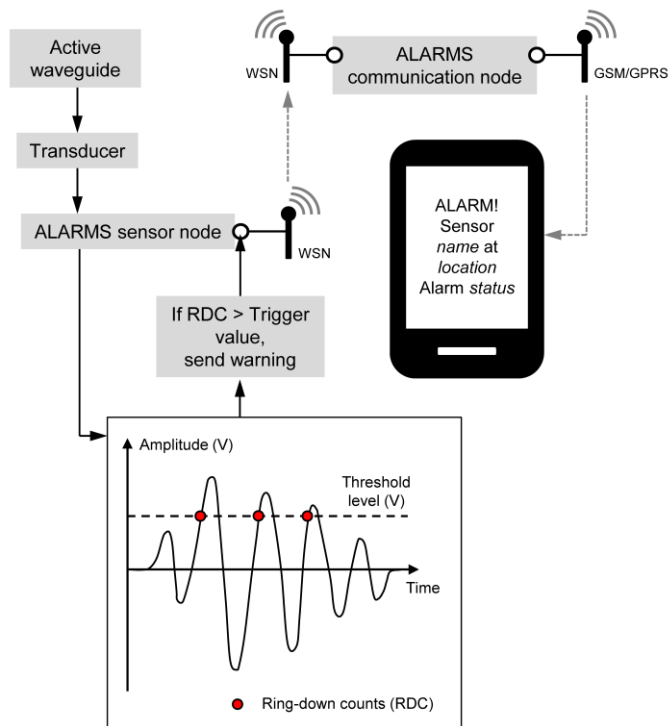 Active
waveguide
Transducer
ALARMS sensor node
WSN
WSN
ALARMS
communication node
GSM/GPRS
ALARM!
Sensor
name at
location
Alarm status
If RDC > Trigger
value,
send warning
Amplitude (V)
Threshold
level (V)
Time
Ring-down counts (RDC)